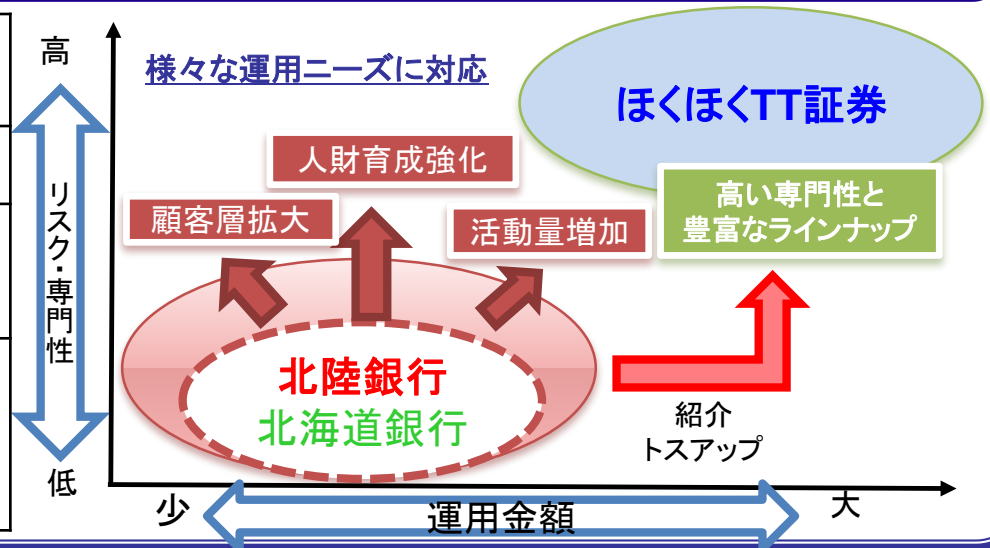 高
様々な運用ニーズに対応
ほくほくTT証券
人財育成強化
高い専門性と
豊富なラインナップ
顧客層拡大
活動量増加
リスク・専門性
北陸銀行
北海道銀行
紹介
トスアップ
低
少
運用金額
大